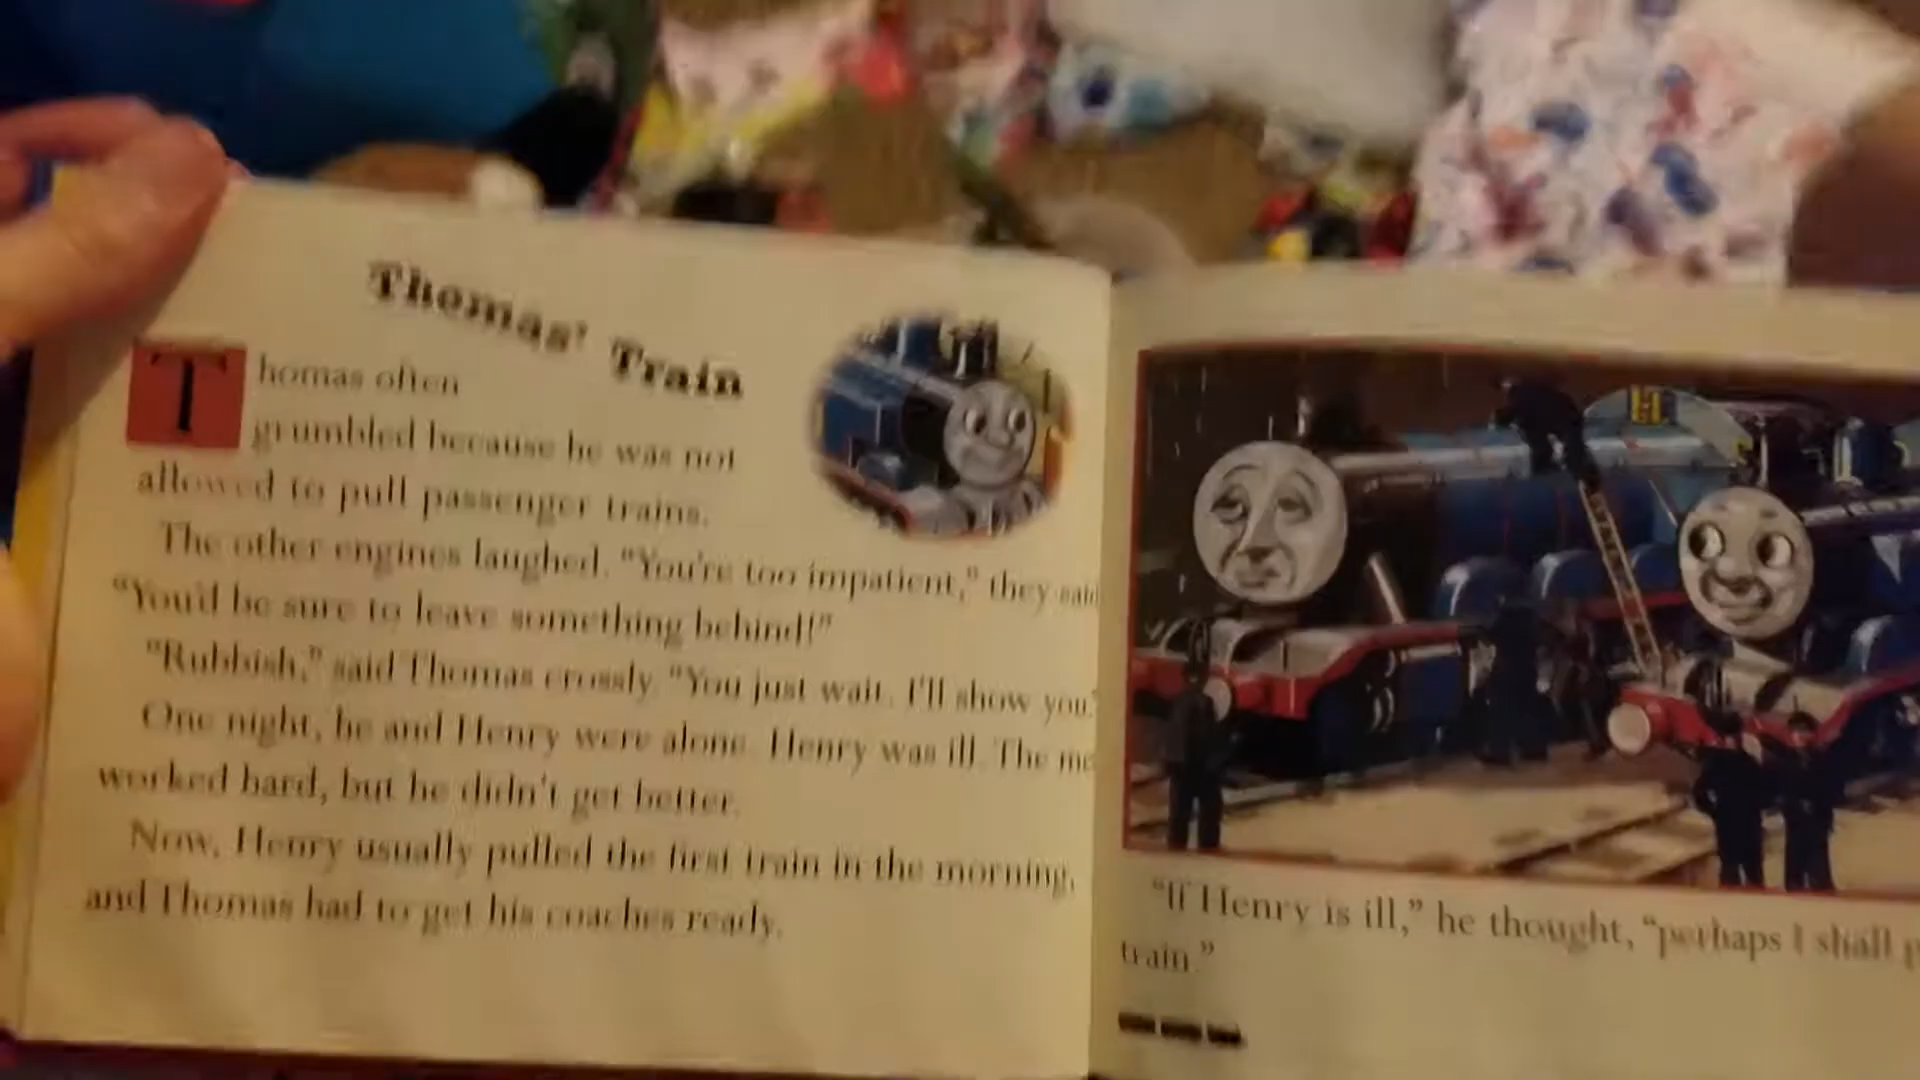 Thomas' Train
Thomas often
grumbled because he was not
allowed to pull passenger trains.
The other engines laughed. "You're too impatient," they said
"You'd be sure to leave something behind!"
"Rubbish," said Thomas crossly. "You just wait. I'll show you."
One night, he and Henry were alone. Henry was ill. The
worked hard, but he didn't get better.
Now, Henry usually pulled the first train in the morning,
and Thomas had to get his coaches ready.
"If Henry is ill," he thought, "perhaps I shall
train."